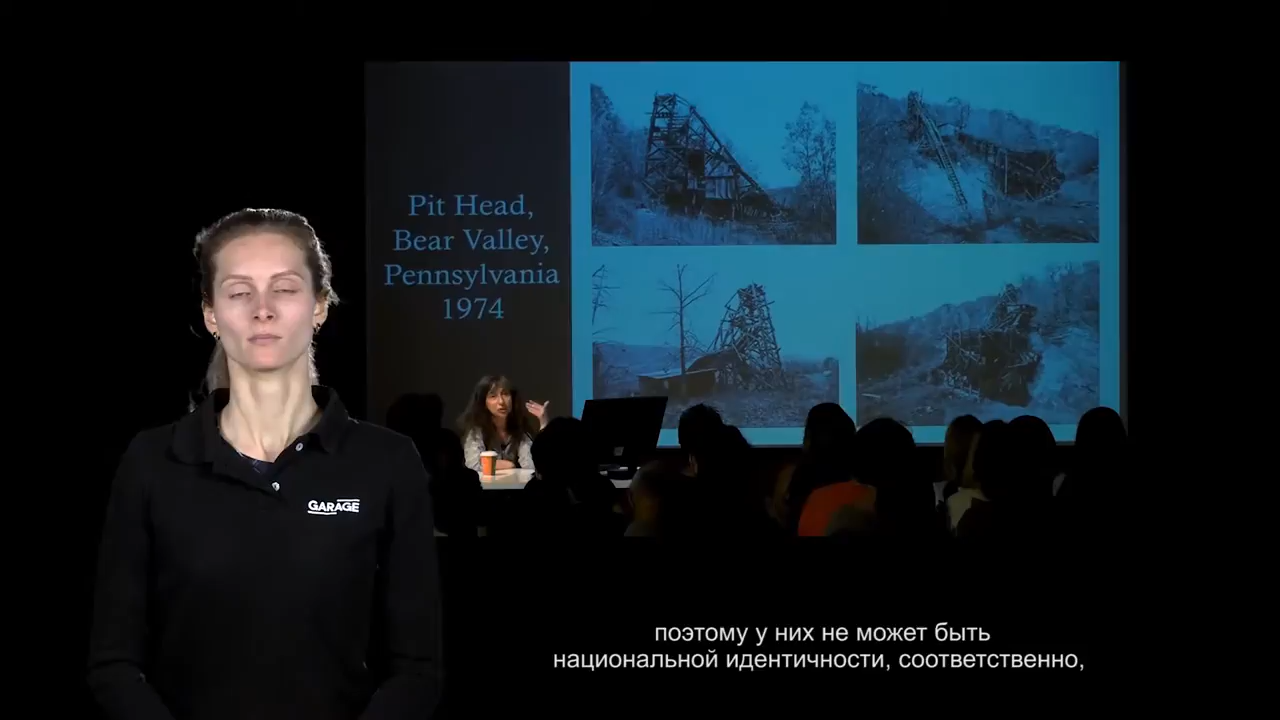 Pit Head,
Bear Valley,
Pennsylvania
1974
GARAGE
поэтому у них не может быть
национальной идентичности, соответственно,